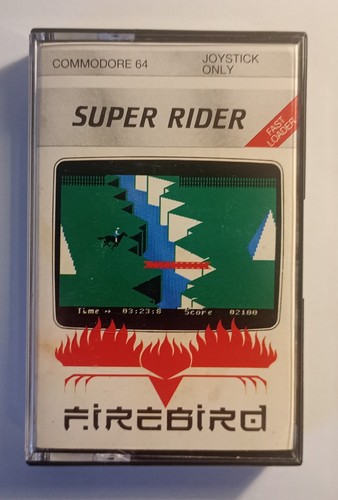 COMMODORE 64
JOYSTICK
ONLY
SUPER RIDER
FAST
LOADER
Time ↔ 03:23:8 Score 02100
FIREBIRD